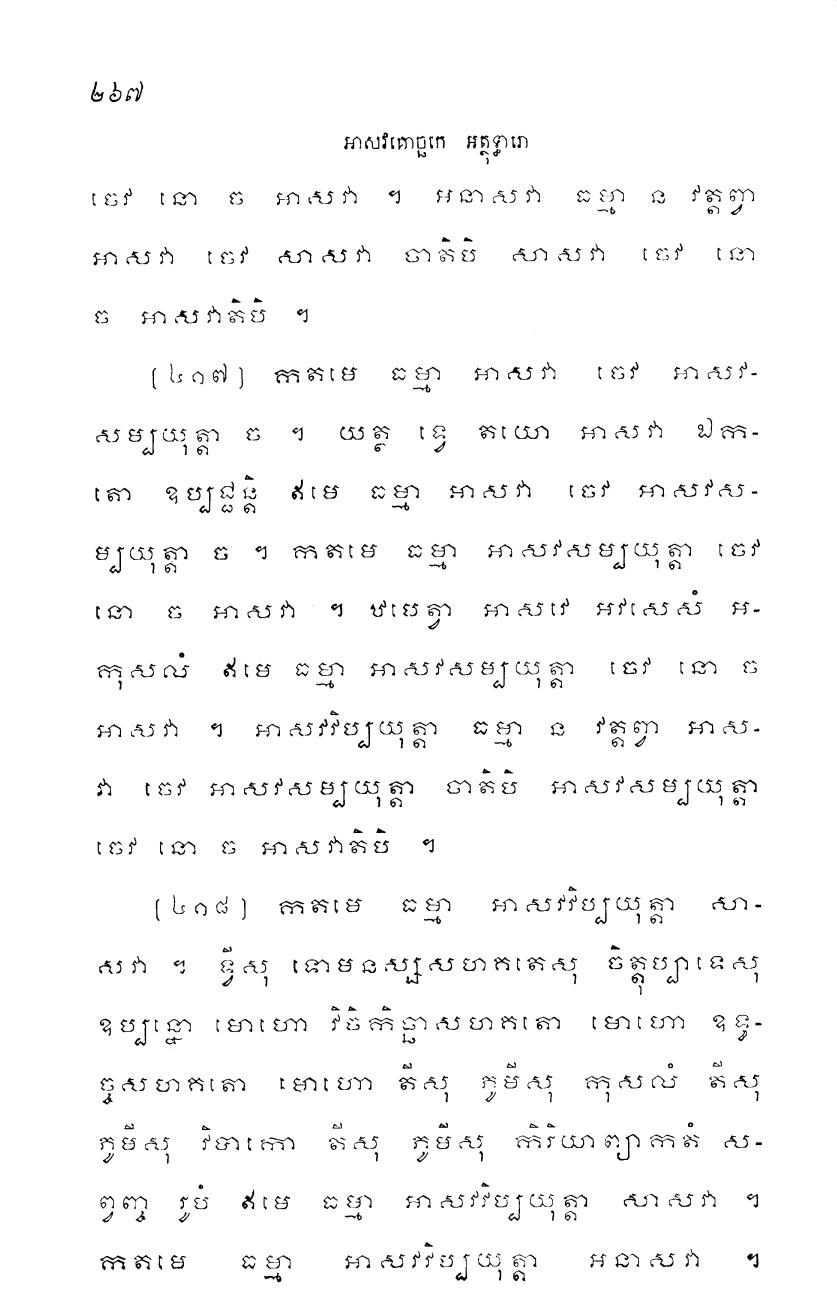 ២៦៧
អាសវគោច្ឆកេ អត្ថុទ្ធារោ
ចេវ នោ ច អាសវា ។ អនាសវា ធម្មា ន វត្តព្វា
អាសវា ចេវ សាសវា ចាតិបិ សាសវា ចេវ នោ
ច អាសវាតិបិ ។
[៤១៧] កតមេ ធម្មា អាសវា ចេវ អាសវ-
សម្បយុត្តា ច ។ យត្ថ ទ្វេ តយោ អាសវា ឯក-
តោ ឧប្បជ្ជន្តិ ឥមេ ធម្មា អាសវា ចេវ អាសវស-
ម្បយុត្តា ច ។ កតមេ ធម្មា អាសវសម្បយុត្តា ចេវ
នោ ច អាសវា ។ ឋបេត្វា អាសវេ អវសេសំ អ-
កុសលំ ឥមេ ធម្មា អាសវសម្បយុត្តា ចេវ នោ ច
អាសវា ។ អាសវវិប្បយុត្តា ធម្មា ន វត្តព្វា អាស-
វា ចេវ អាសវសម្បយុត្តា ចាតិបិ អាសវសម្បយុត្តា
ចេវ នោ ច អាសវាតិបិ ។
[៤១៨] កតមេ ធម្មា អាសវវិប្បយុត្តា សា-
សវា ។ ទ្វីសុ ទោមនស្សសហគតេសុ ចិត្តុប្បាទេសុ
ឧប្បន្នោ មោហោ វិចិកិច្ឆាសហគតោ មោហោ ឧទ្ធ-
ច្ចសហគតោ មោហោ តីសុ ភូមីសុ កុសលំ តីសុ
ភូមីសុ វិបាកោ តីសុ ភូមីសុ កិរិយាព្យាកតំ ស-
ព្វញ្ច រូបំ ឥមេ ធម្មា អាសវវិប្បយុត្តា សាសវា ។
កតមេ ធម្មា អាសវវិប្បយុត្តា អនាសវា ។